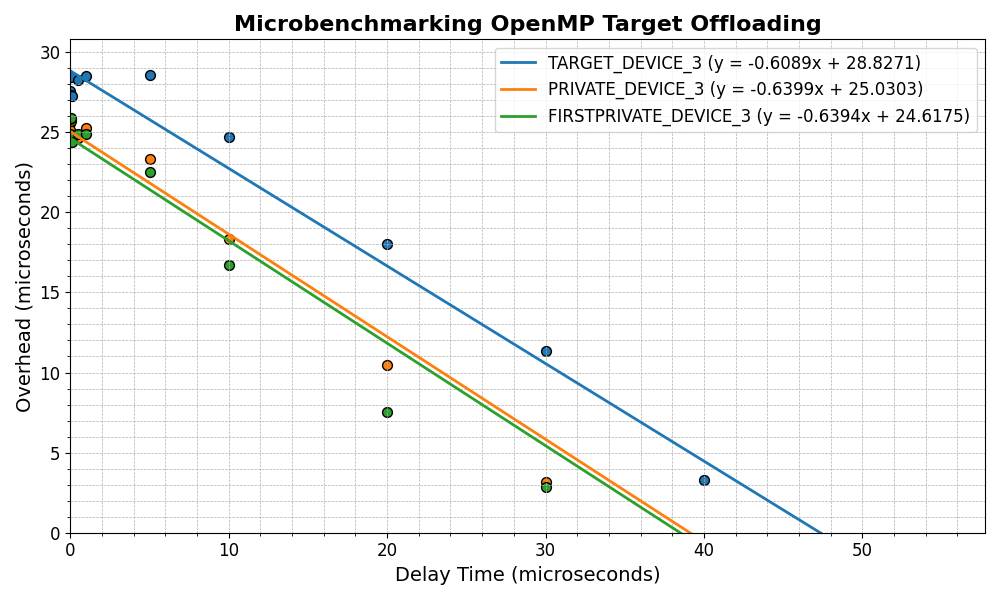 Microbenchmarking OpenMP Target Offloading
TARGET_DEVICE_3 (y = -0.6089x + 28.8271)
PRIVATE_DEVICE_3 (y = -0.6399x + 25.0303)
FIRSTPRIVATE_DEVICE_3 (y = -0.6394x + 24.6175)
Overhead (microseconds)
30
25
20
15
10
5
0
0 10 20 30 40 50
Delay Time (microseconds)